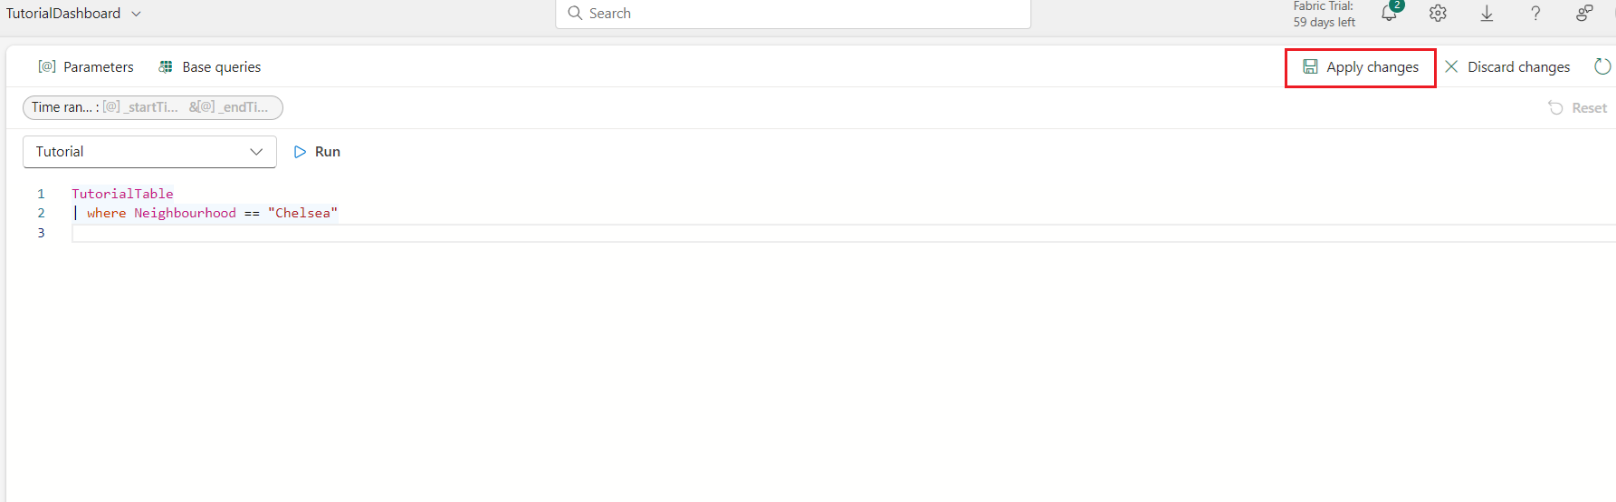 TutorialDashboard
Search
Fabric Trial:
59 days left
2
?
[@] Parameters
Base queries
Apply changes
Discard changes
Time ran... : [@] _startTi... &[@] _endTi...
Reset
Tutorial
Run
1 TutorialTable
2 | where Neighbourhood == "Chelsea"
3